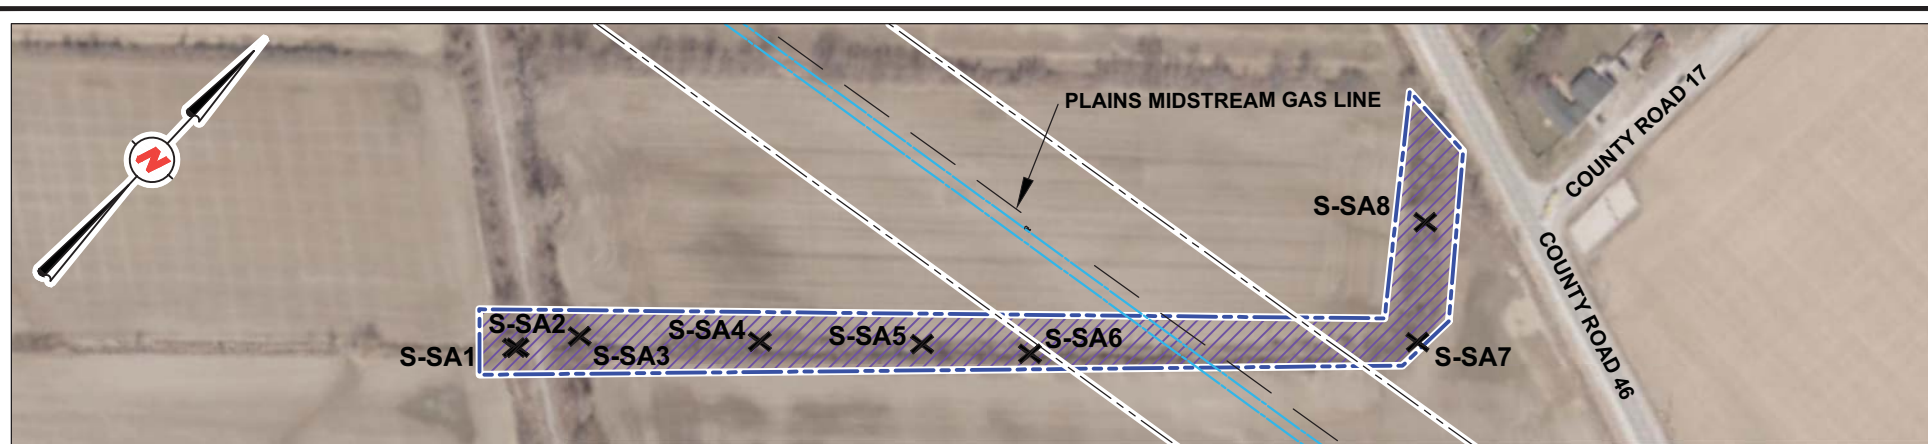 PLAINS MIDSTREAM GAS LINE
COUNTY ROAD 17
N
S-SA8
COUNTY ROAD 46
S-SA2
S-SA4
S-SA5
S-SA6
S-SA1
S-SA3
S-SA7